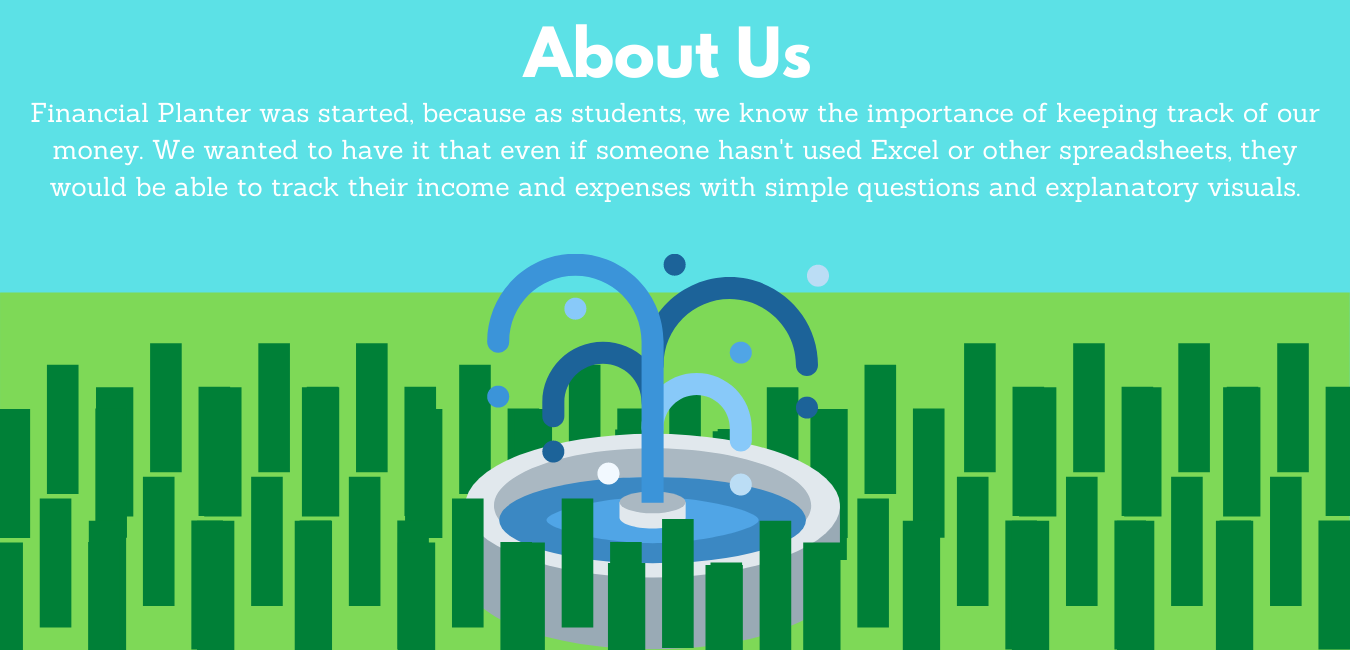 About Us
Financial Planter was started, because as students, we know the importance of keeping track of our
money. We wanted to have it that even if someone hasn't used Excel or other spreadsheets, they
would be able to track their income and expenses with simple questions and explanatory visuals.